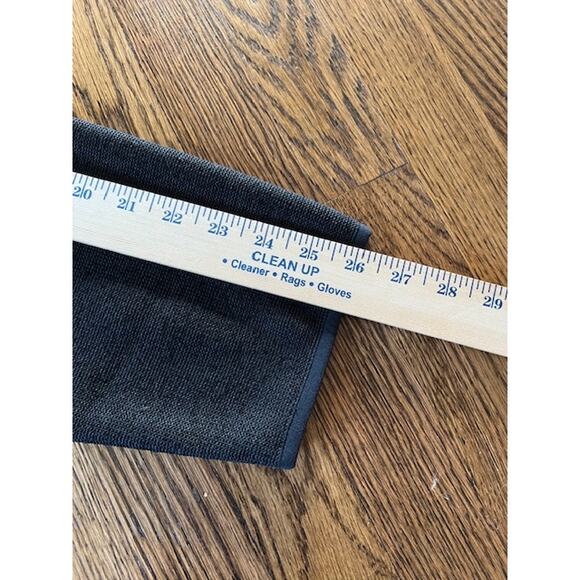 20 21 22 23 24 25 26 27 28 29
CLEAN UP
• Cleaner • Rags • Gloves